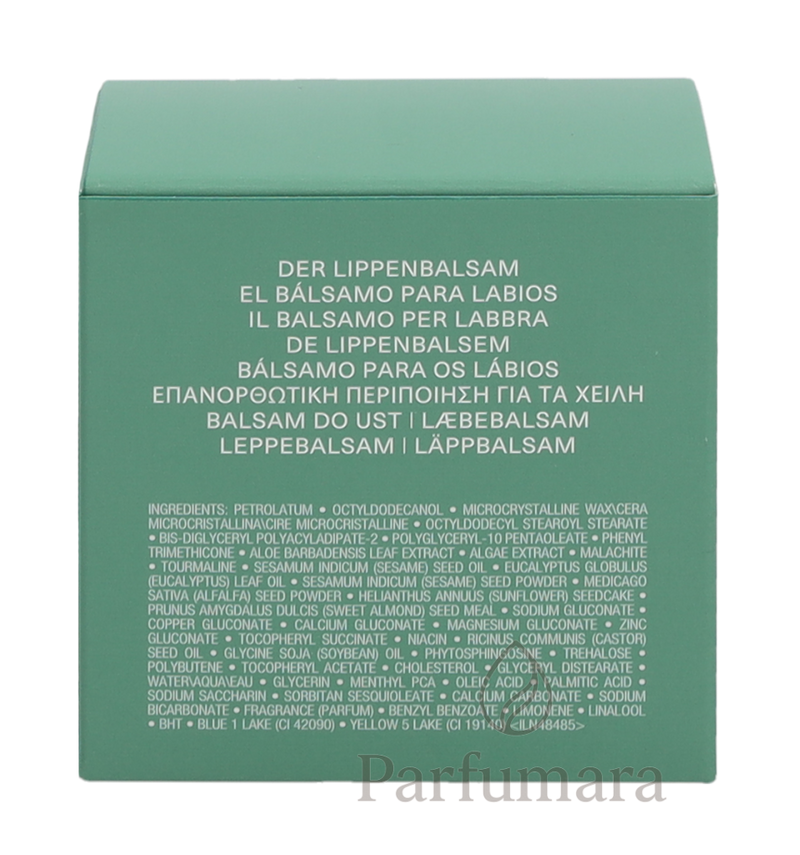 DER LIPPENBALSAM
EL BÁLSAMO PARA LABIOS
IL BALSAMO PER LABBRA
DE LIPPENBALSEM
BÁLSAMO PARA OS LÁBIOS
ΕΠΑΝΟΡΘΩΤΙΚΗ ΠΕΡΙΠΟΙΗΣΗ ΓΙΑ ΤΑ ΧΕΙΛΗ
BALSAM DO UST | LÆBEBALSAM
LEPPEBALSAM | LÄPPBALSAM
INGREDIENTS: PETROLATUM • OCTYLDODECANOL • MICROCRYSTALLINE WAX\CERA
MICROCRISTALLINA\CIRE MICROCRISTALLINE • OCTYLDODECYL STEAROYL STEARATE
• BIS-DIGLYCERYL POLYACYLADIPATE-2 • POLYGLYCERYL-10 PENTAOLEATE • PHENYL
TRIMETHICONE • ALOE BARBADENSIS LEAF EXTRACT • ALGAE EXTRACT • MALACHITE
• TOURMALINE • SESAMUM INDICUM (SESAME) SEED OIL • EUCALYPTUS GLOBULUS
(EUCALYPTUS) LEAF OIL • SESAMUM INDICUM (SESAME) SEED POWDER • MEDICAGO
SATIVA (ALFALFA) SEED POWDER • HELIANTHUS ANNUUS (SUNFLOWER) SEEDCAKE •
PRUNUS AMYGDALUS DULCIS (SWEET ALMOND) SEED MEAL • SODIUM GLUCONATE •
COPPER GLUCONATE • CALCIUM GLUCONATE • MAGNESIUM GLUCONATE • ZINC
GLUCONATE • TOCOPHERYL SUCCINATE • NIACIN • RICINUS COMMUNIS (CASTOR)
SEED OIL • GLYCINE SOJA (SOYBEAN) OIL • PHYTOSPHINGOSINE • TREHALOSE •
POLYBUTENE • TOCOPHERYL ACETATE • CHOLESTEROL • GLYCERYL DISTEARATE •
WATER\AQUA\EAU • GLYCERIN • MENTHYL PCA • OLEIC ACID • PALMITIC ACID •
SODIUM SACCHARIN • SORBITAN SESQUIOLEATE • CALCIUM CARBONATE • SODIUM
BICARBONATE • FRAGRANCE (PARFUM) • BENZYL BENZOATE • LIMONENE • LINALOOL
• BHT • BLUE 1 LAKE (CI 42090) • YELLOW 5 LAKE (CI 19140) <ILN48485>
Parfumara